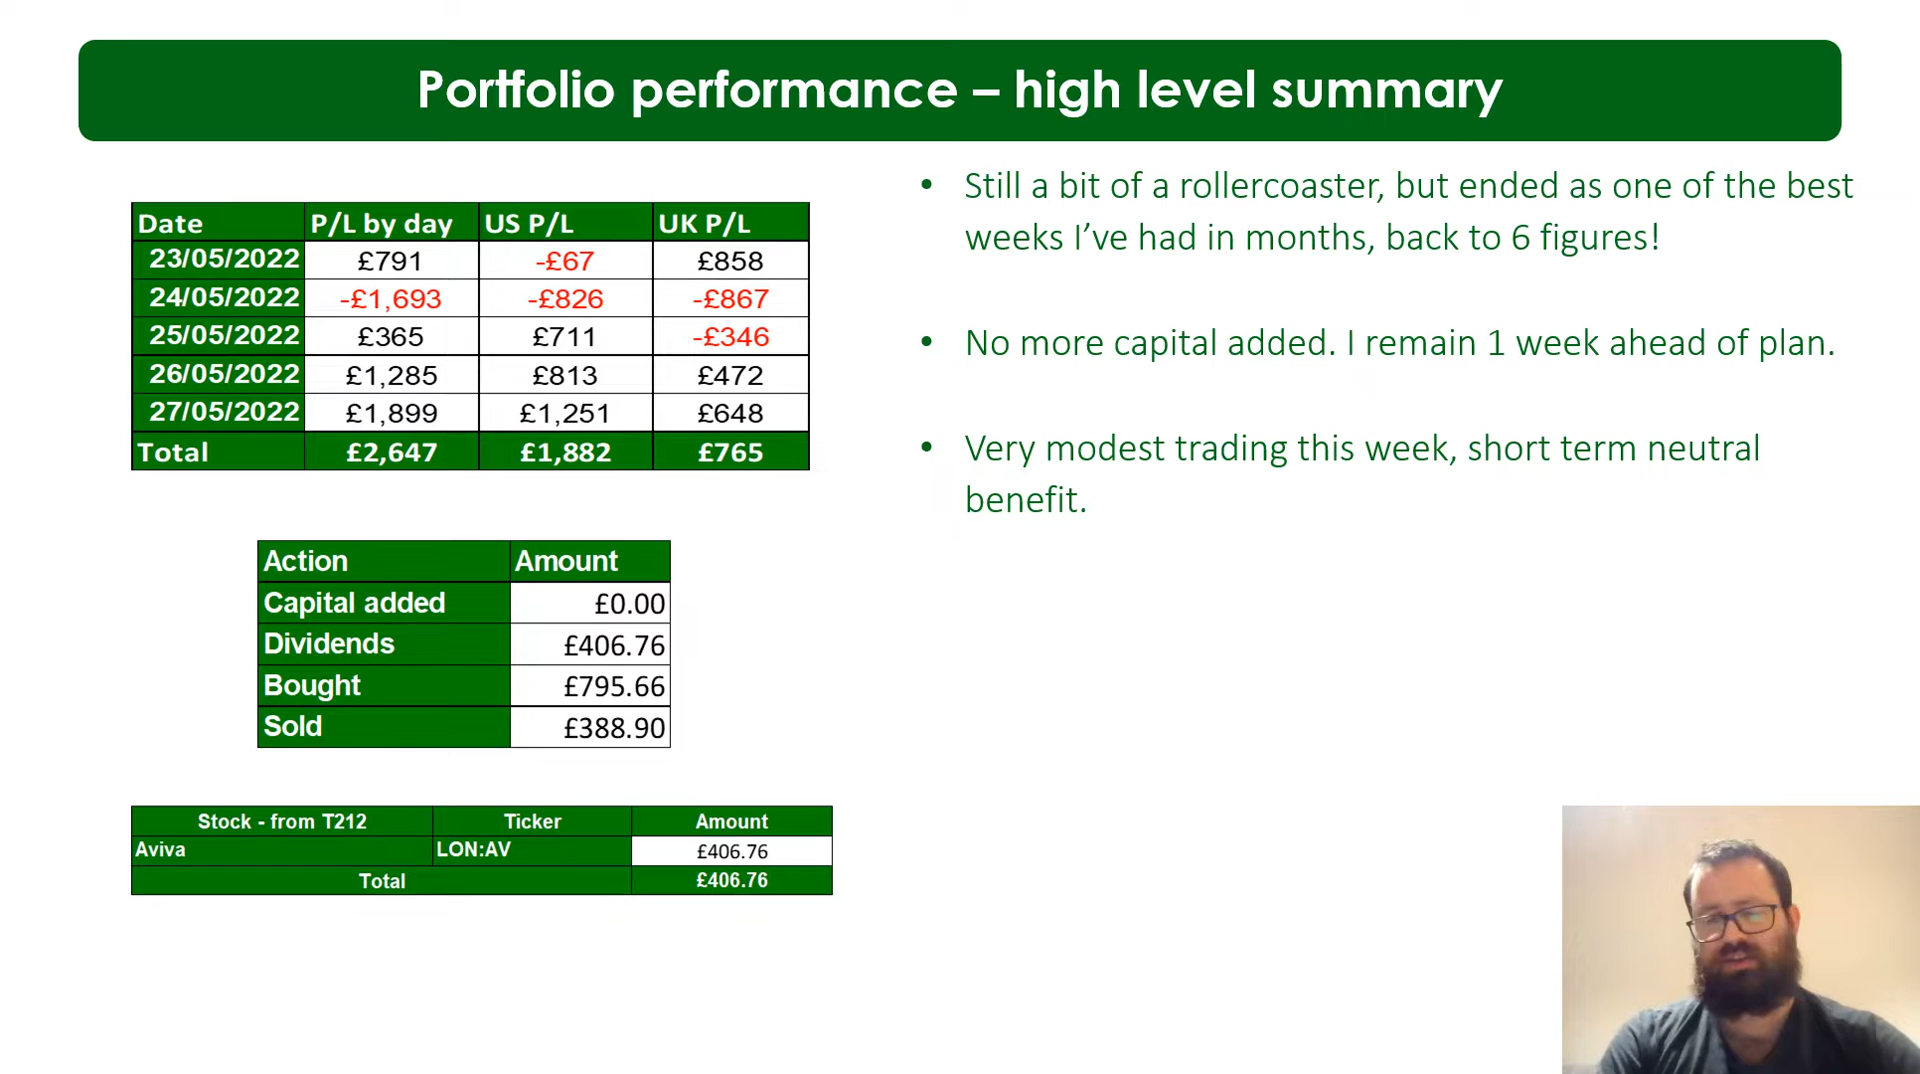 Portfolio performance – high level summary
Date P/L by day US P/L UK P/L
23/05/2022 £791 -£67 £858
24/05/2022 -£1,693 -£826 -£867
25/05/2022 £365 £711 -£346
26/05/2022 £1,285 £813 £472
27/05/2022 £1,899 £1,251 £648
Total £2,647 £1,882 £765
Action Amount
Capital added £0.00
Dividends £406.76
Bought £795.66
Sold £388.90
Stock - from T212 Ticker Amount
Aviva LON:AV £406.76
Total £406.76
• Still a bit of a rollercoaster, but ended as one of the best
weeks I’ve had in months, back to 6 figures!
• No more capital added. I remain 1 week ahead of plan.
• Very modest trading this week, short term neutral
benefit.